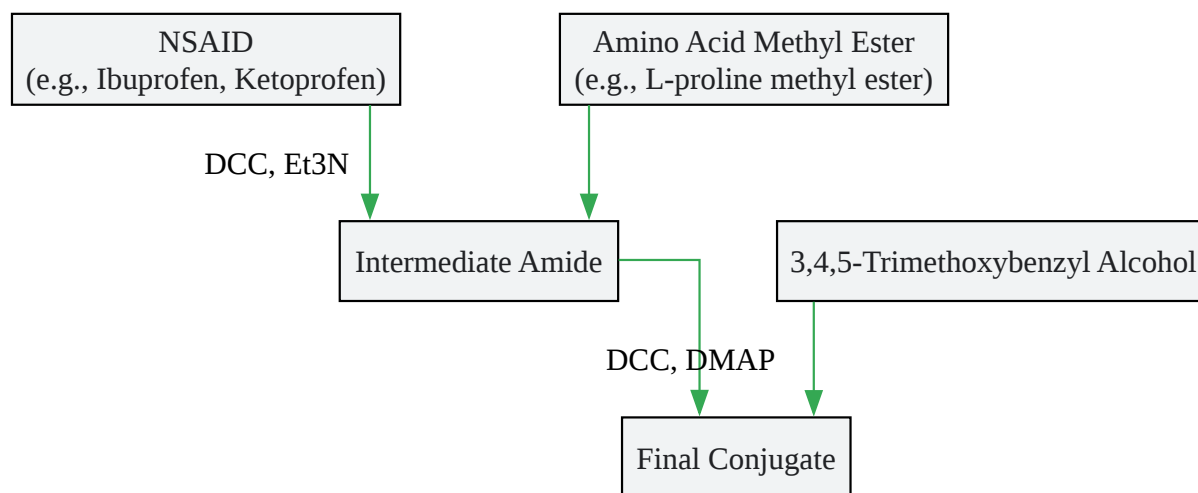 NSAID
(e.g., Ibuprofen, Ketoprofen)
Amino Acid Methyl Ester
(e.g., L-proline methyl ester)
DCC, Et3N
Intermediate Amide
3,4,5-Trimethoxybenzyl Alcohol
DCC, DMAP
Final Conjugate